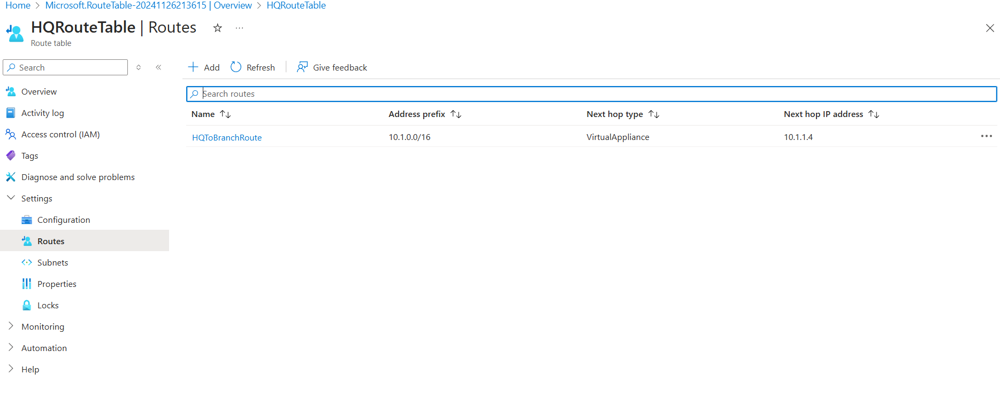 Home > Microsoft.RouteTable-20241126213615 | Overview > HQRouteTable
HQRouteTable | Routes
Route table
Search
Add Refresh Give feedback
Search routes
Name Address prefix Next hop type Next hop IP address
HQToBranchRoute 10.1.0.0/16 VirtualAppliance 10.1.1.4
Overview
Activity log
Access control (IAM)
Tags
Diagnose and solve problems
Settings
Configuration
Routes
Subnets
Properties
Locks
Monitoring
Automation
Help